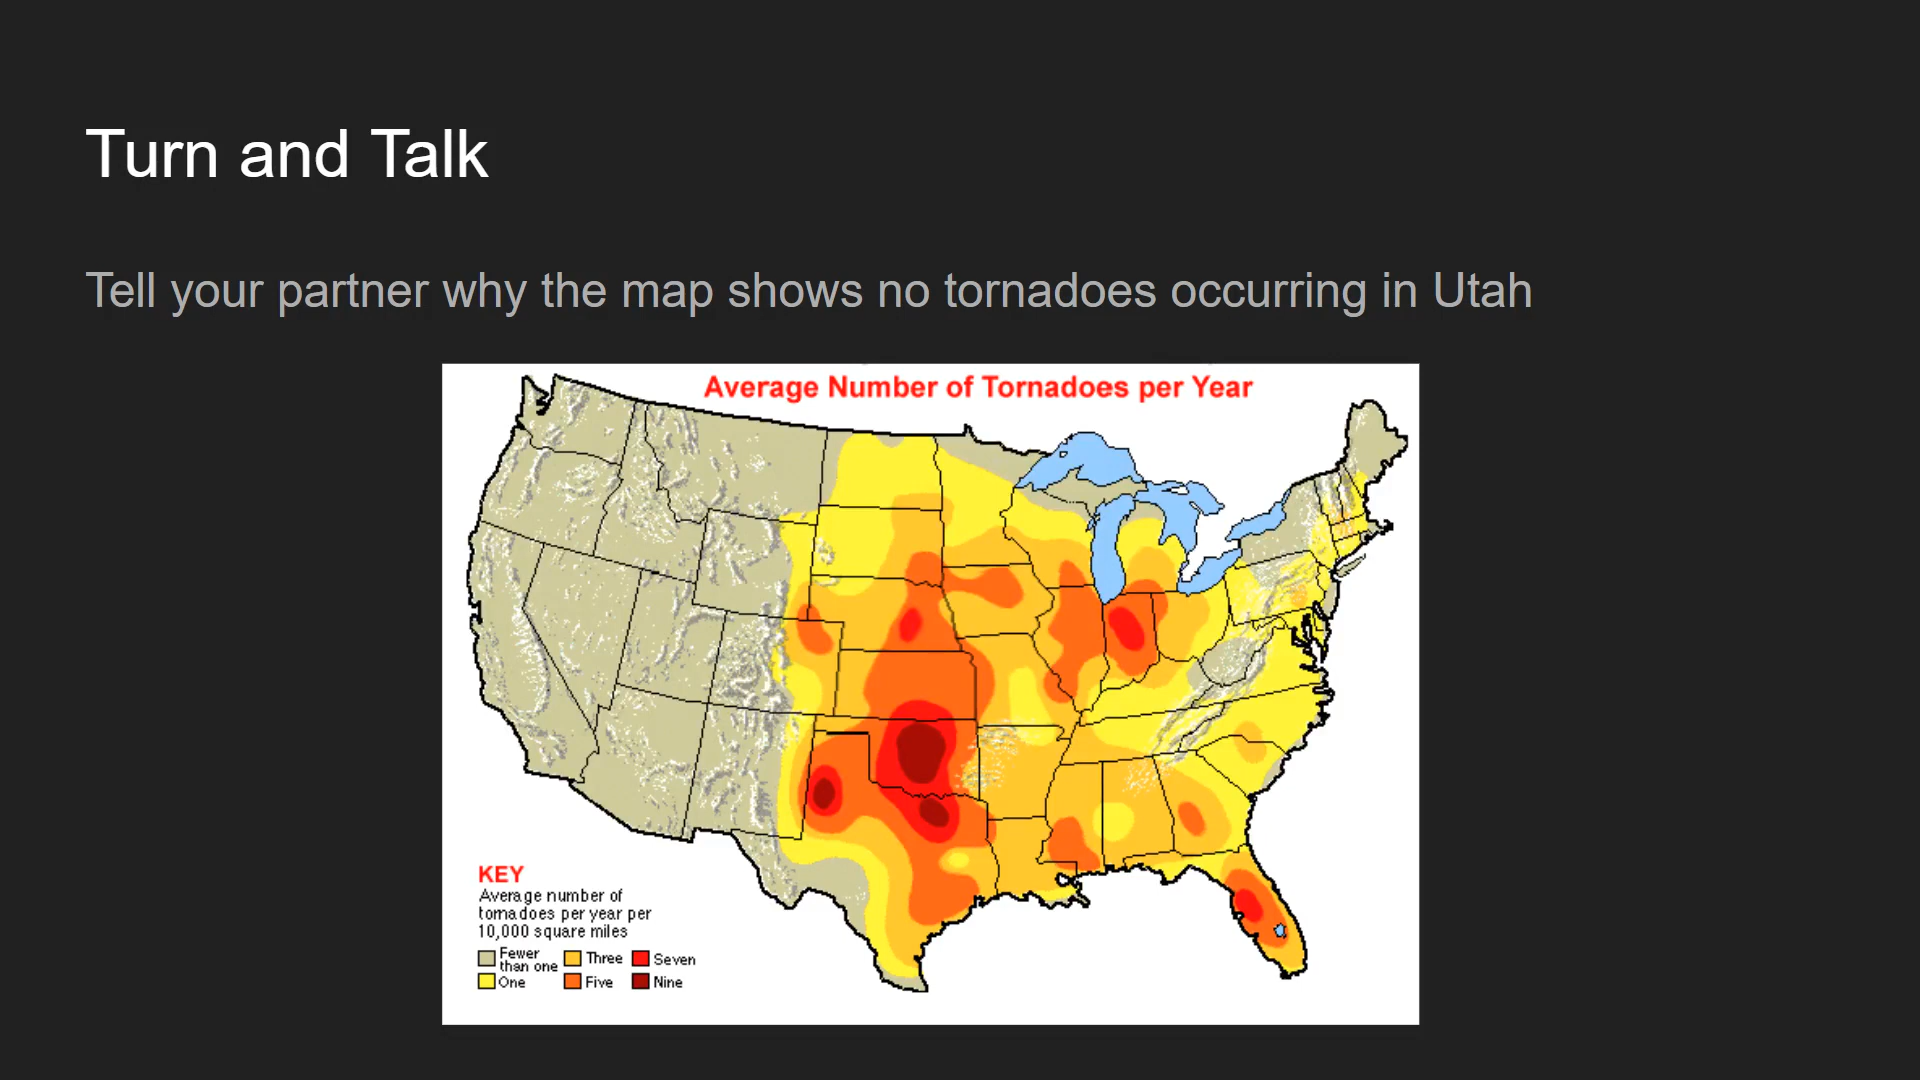 Turn and Talk
Tell your partner why the map shows no tornadoes occurring in Utah
Average Number of Tornadoes per Year
KEY
Average number of
tornadoes per year per
10,000 square miles
Fewer
than one
Three
Seven
One
Five
Nine